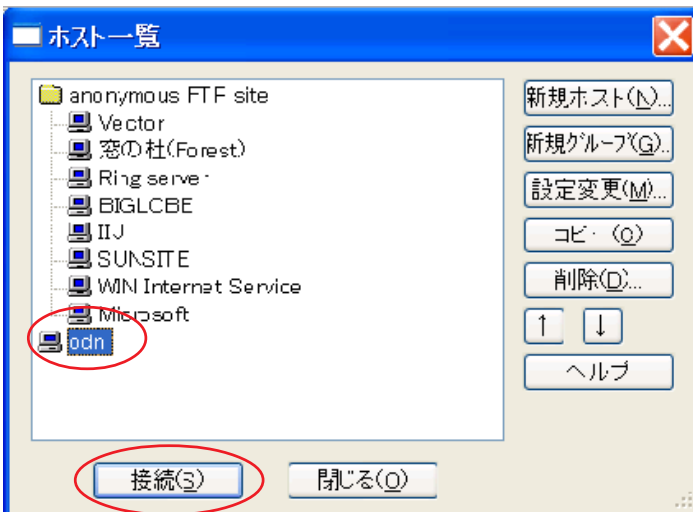 ホスト一覧
anonymous FTF site
Vector
窓の杜(Forest)
Ring server
BIGLOBE
IIJ
SUNSITE
WIN Internet Service
Microsoft
odn
新規ホスト(N)...
新規グループ(G)..
設定変更(M)...
コピー(O)
削除(D)...
↑ ↓
ヘルプ
接続(S) 閉じる(O)